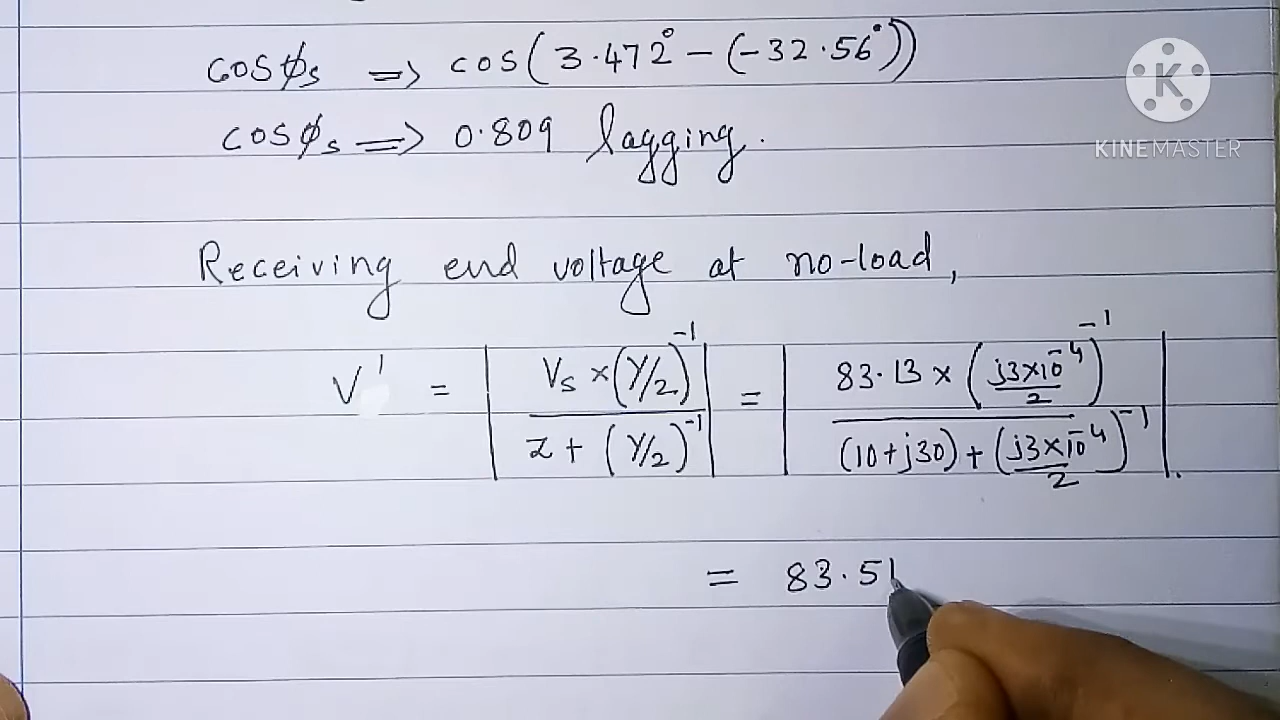 cosϕs => cos(3.472° - (-32.56°))
cosϕs => 0.809 lagging.
KINEMASTER
Receiving end voltage at no-load,
V' = | Vs × (Y/2)^-1 / Z + (Y/2)^-1 | = | 83.13 × (j3×10^-4 / 2)^-1 / (10+j30) + (j3×10^-4 / 2)^-1 |.
= 83.51